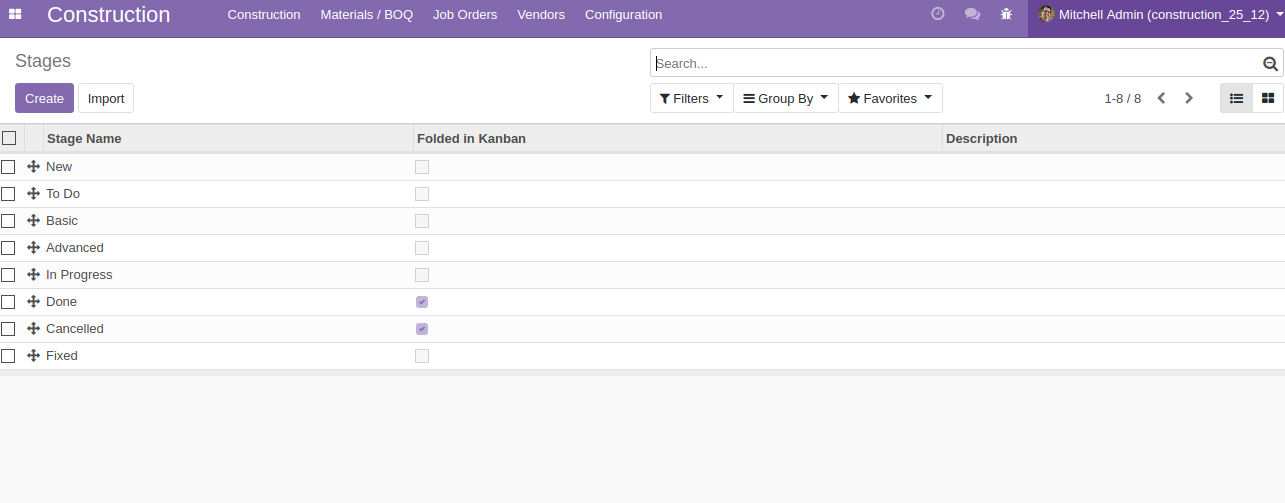 Construction Construction Materials / BOQ Job Orders Vendors Configuration Mitchell Admin (construction_25_12)
Stages
Search...
Create Import Filters Group By Favorites 1-8 / 8
Stage Name Folded in Kanban Description
New
To Do
Basic
Advanced
In Progress
Done
Cancelled
Fixed